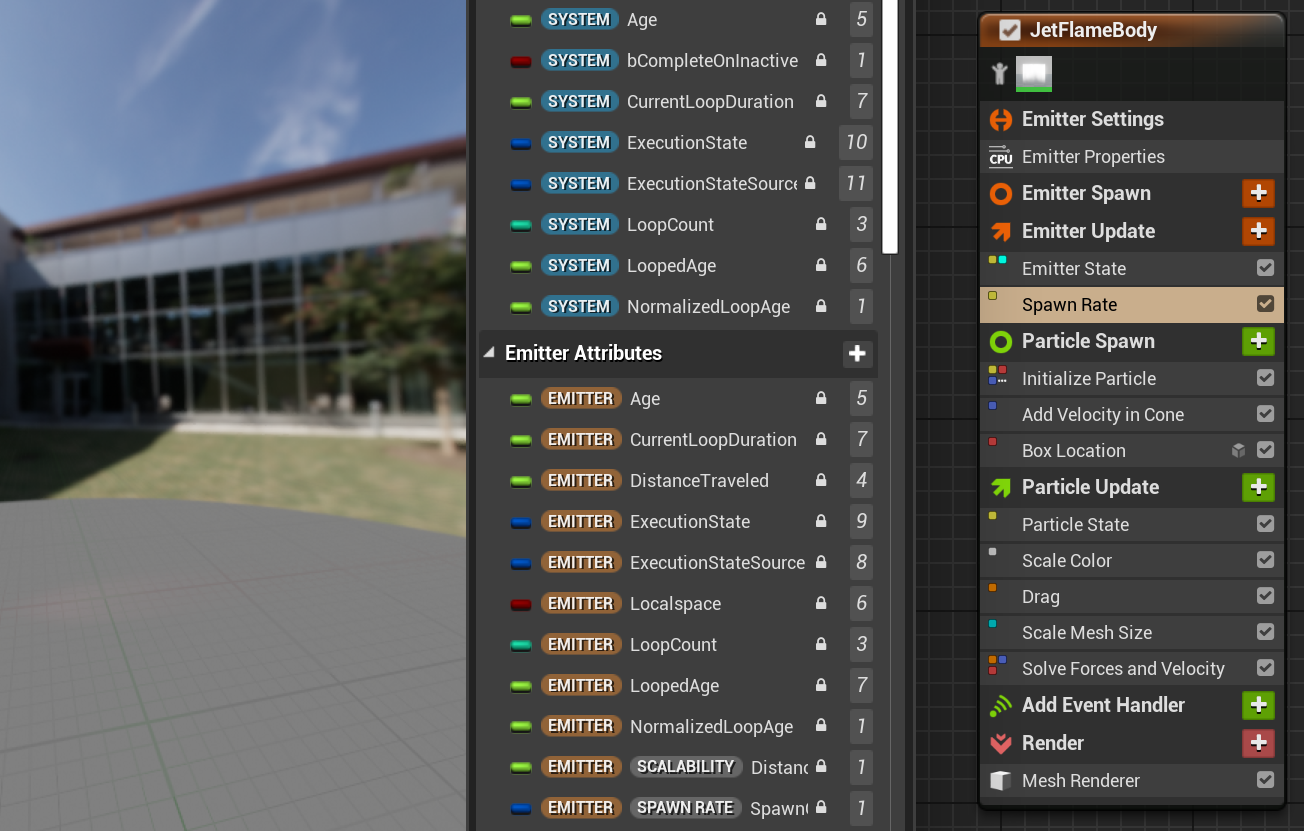 SYSTEM Age 5
SYSTEM bCompleteOnInactive 1
SYSTEM CurrentLoopDuration 7
SYSTEM ExecutionState 10
SYSTEM ExecutionStateSource 11
SYSTEM LoopCount 3
SYSTEM LoopedAge 6
SYSTEM NormalizedLoopAge 1
Emitter Attributes
EMITTER Age 5
EMITTER CurrentLoopDuration 7
EMITTER DistanceTraveled 4
EMITTER ExecutionState 9
EMITTER ExecutionStateSource 8
EMITTER Localspace 6
EMITTER LoopCount 3
EMITTER LoopedAge 7
EMITTER NormalizedLoopAge 1
EMITTER SCALABILITY Distanc 1
EMITTER SPAWN RATE Spawn 1
JetFlameBody
Emitter Settings
CPU Emitter Properties
Emitter Spawn
Emitter Update
Emitter State
Spawn Rate
Particle Spawn
Initialize Particle
Add Velocity in Cone
Box Location
Particle Update
Particle State
Scale Color
Drag
Scale Mesh Size
Solve Forces and Velocity
Add Event Handler
Render
Mesh Renderer